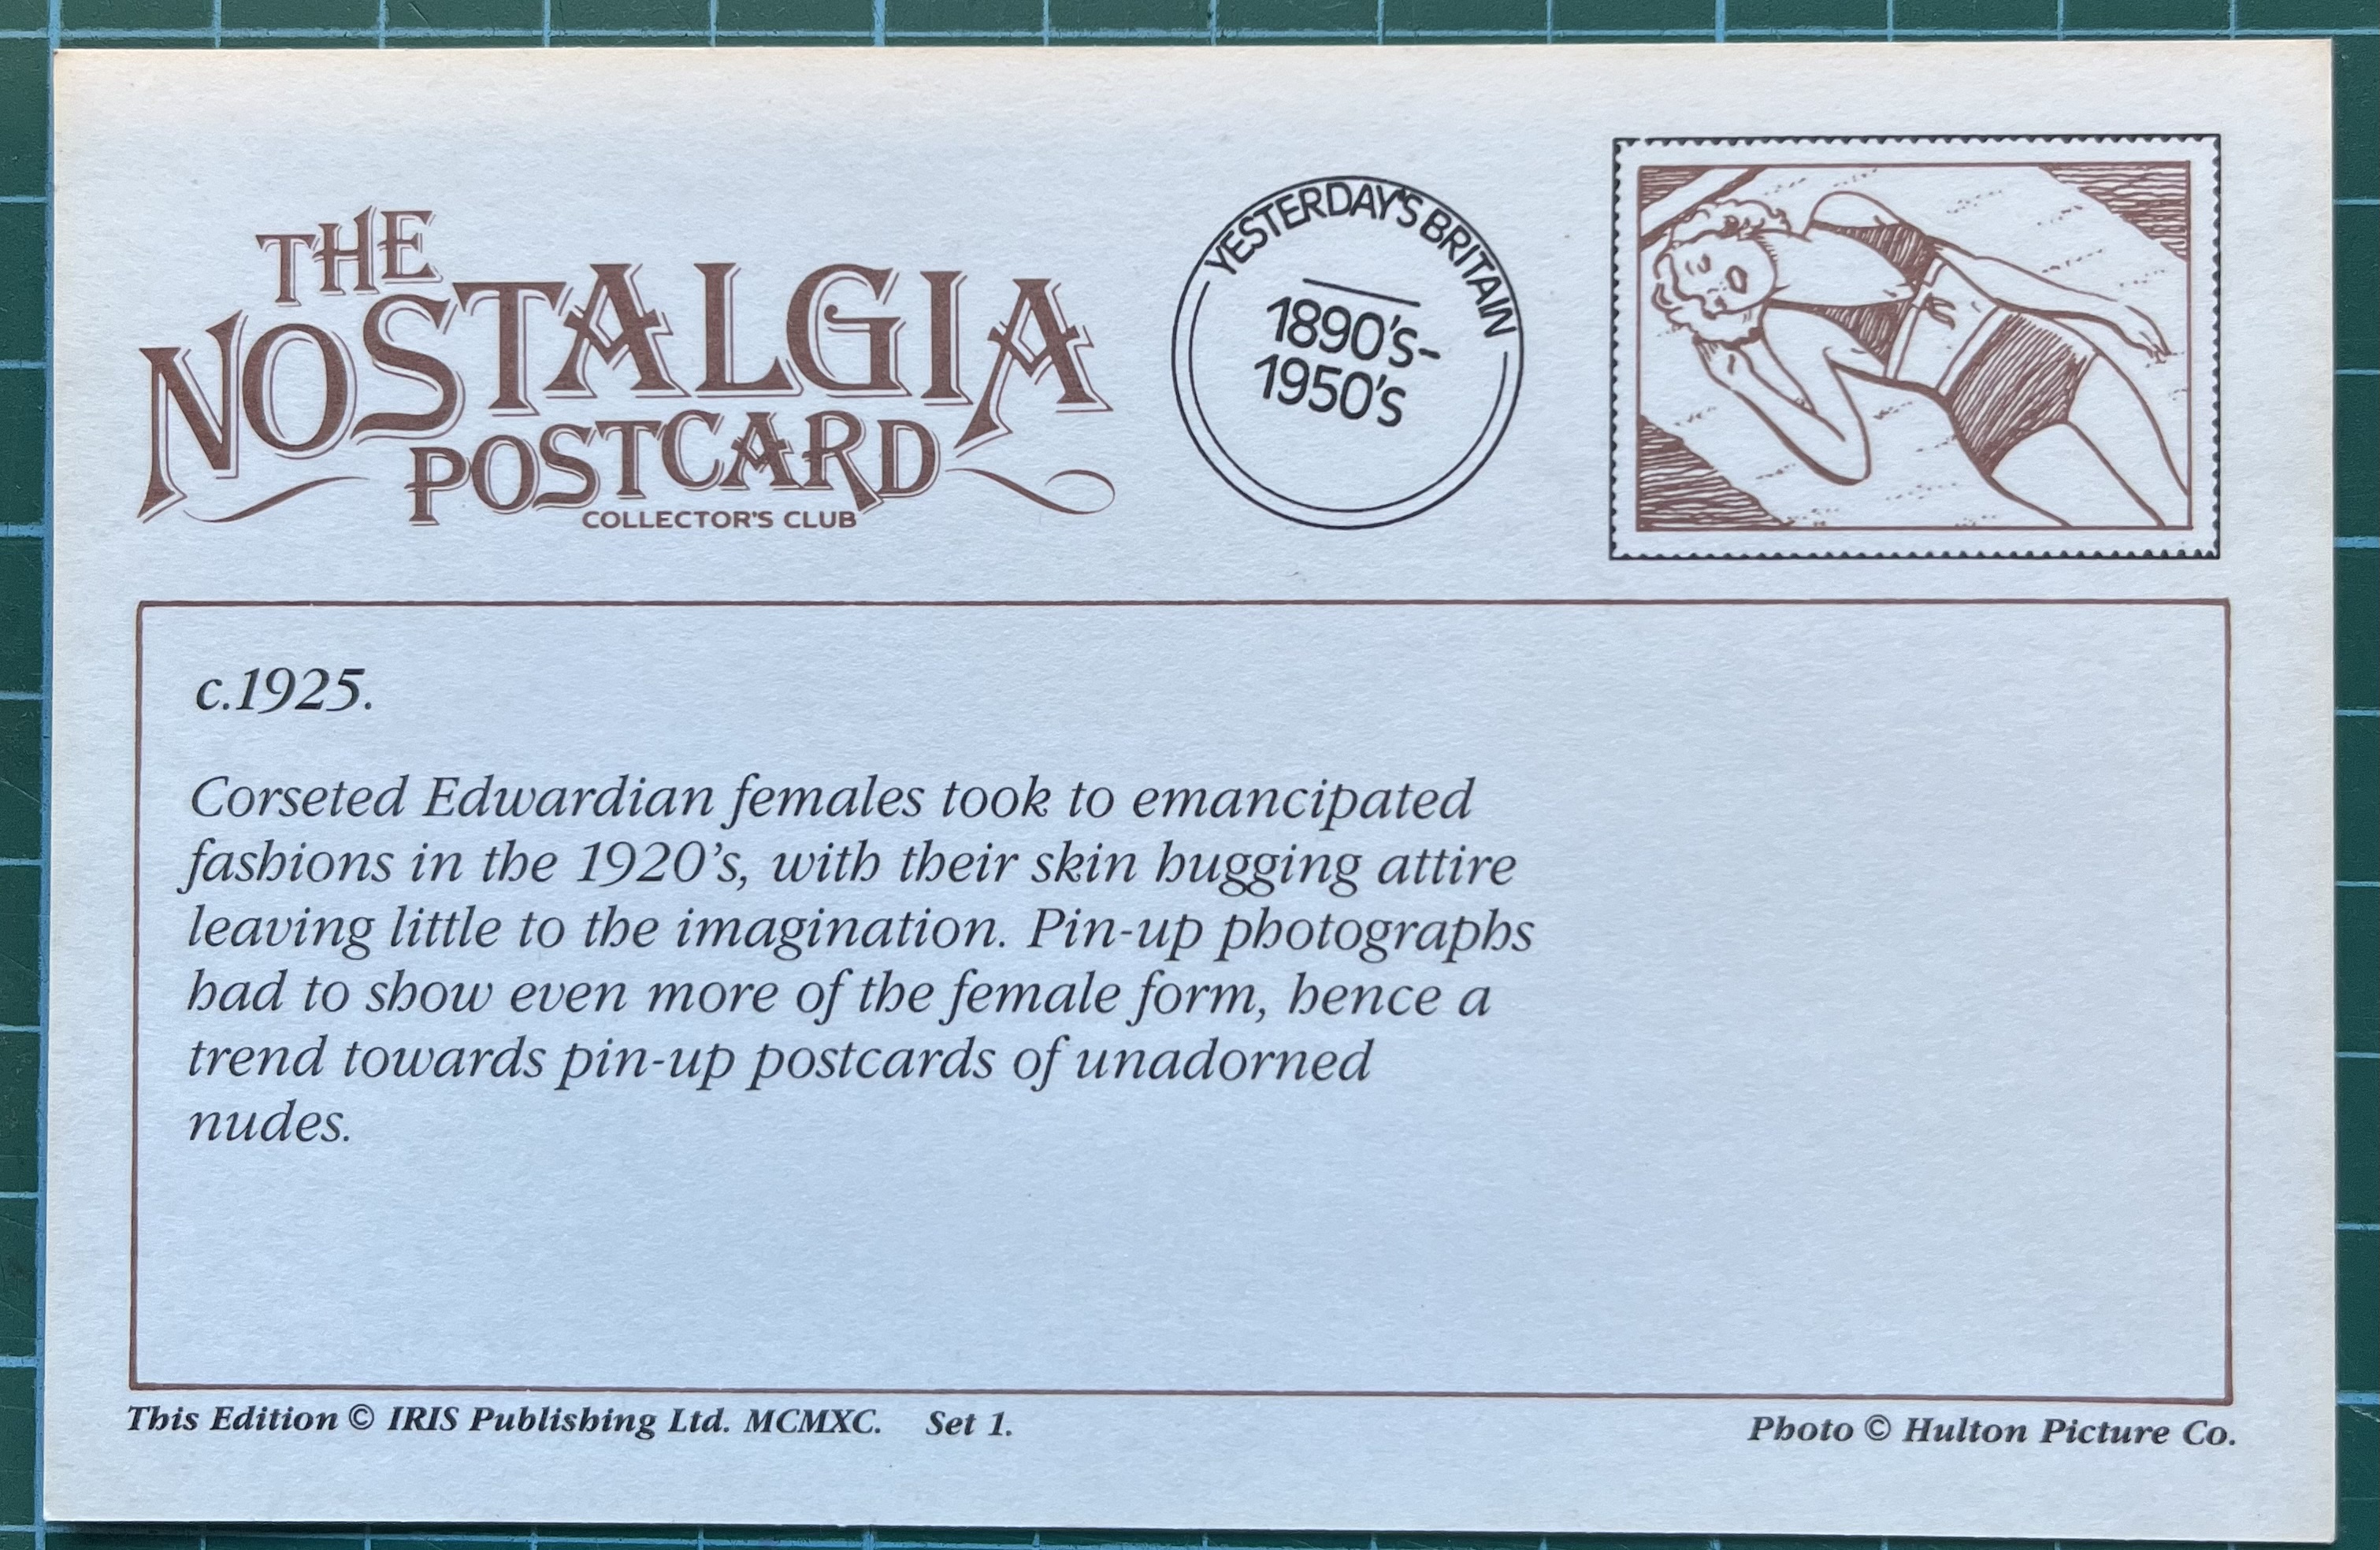 THE
NOSTALGIA
POSTCARD
COLLECTOR'S CLUB
YESTERDAY'S BRITAIN
1890's-
1950's
c.1925.
Corseted Edwardian females took to emancipated
fashions in the 1920's, with their skin hugging attire
leaving little to the imagination. Pin-up photographs
had to show even more of the female form, hence a
trend towards pin-up postcards of unadorned
nudes.
This Edition © IRIS Publishing Ltd. MCMXC. Set 1.
Photo © Hulton Picture Co.